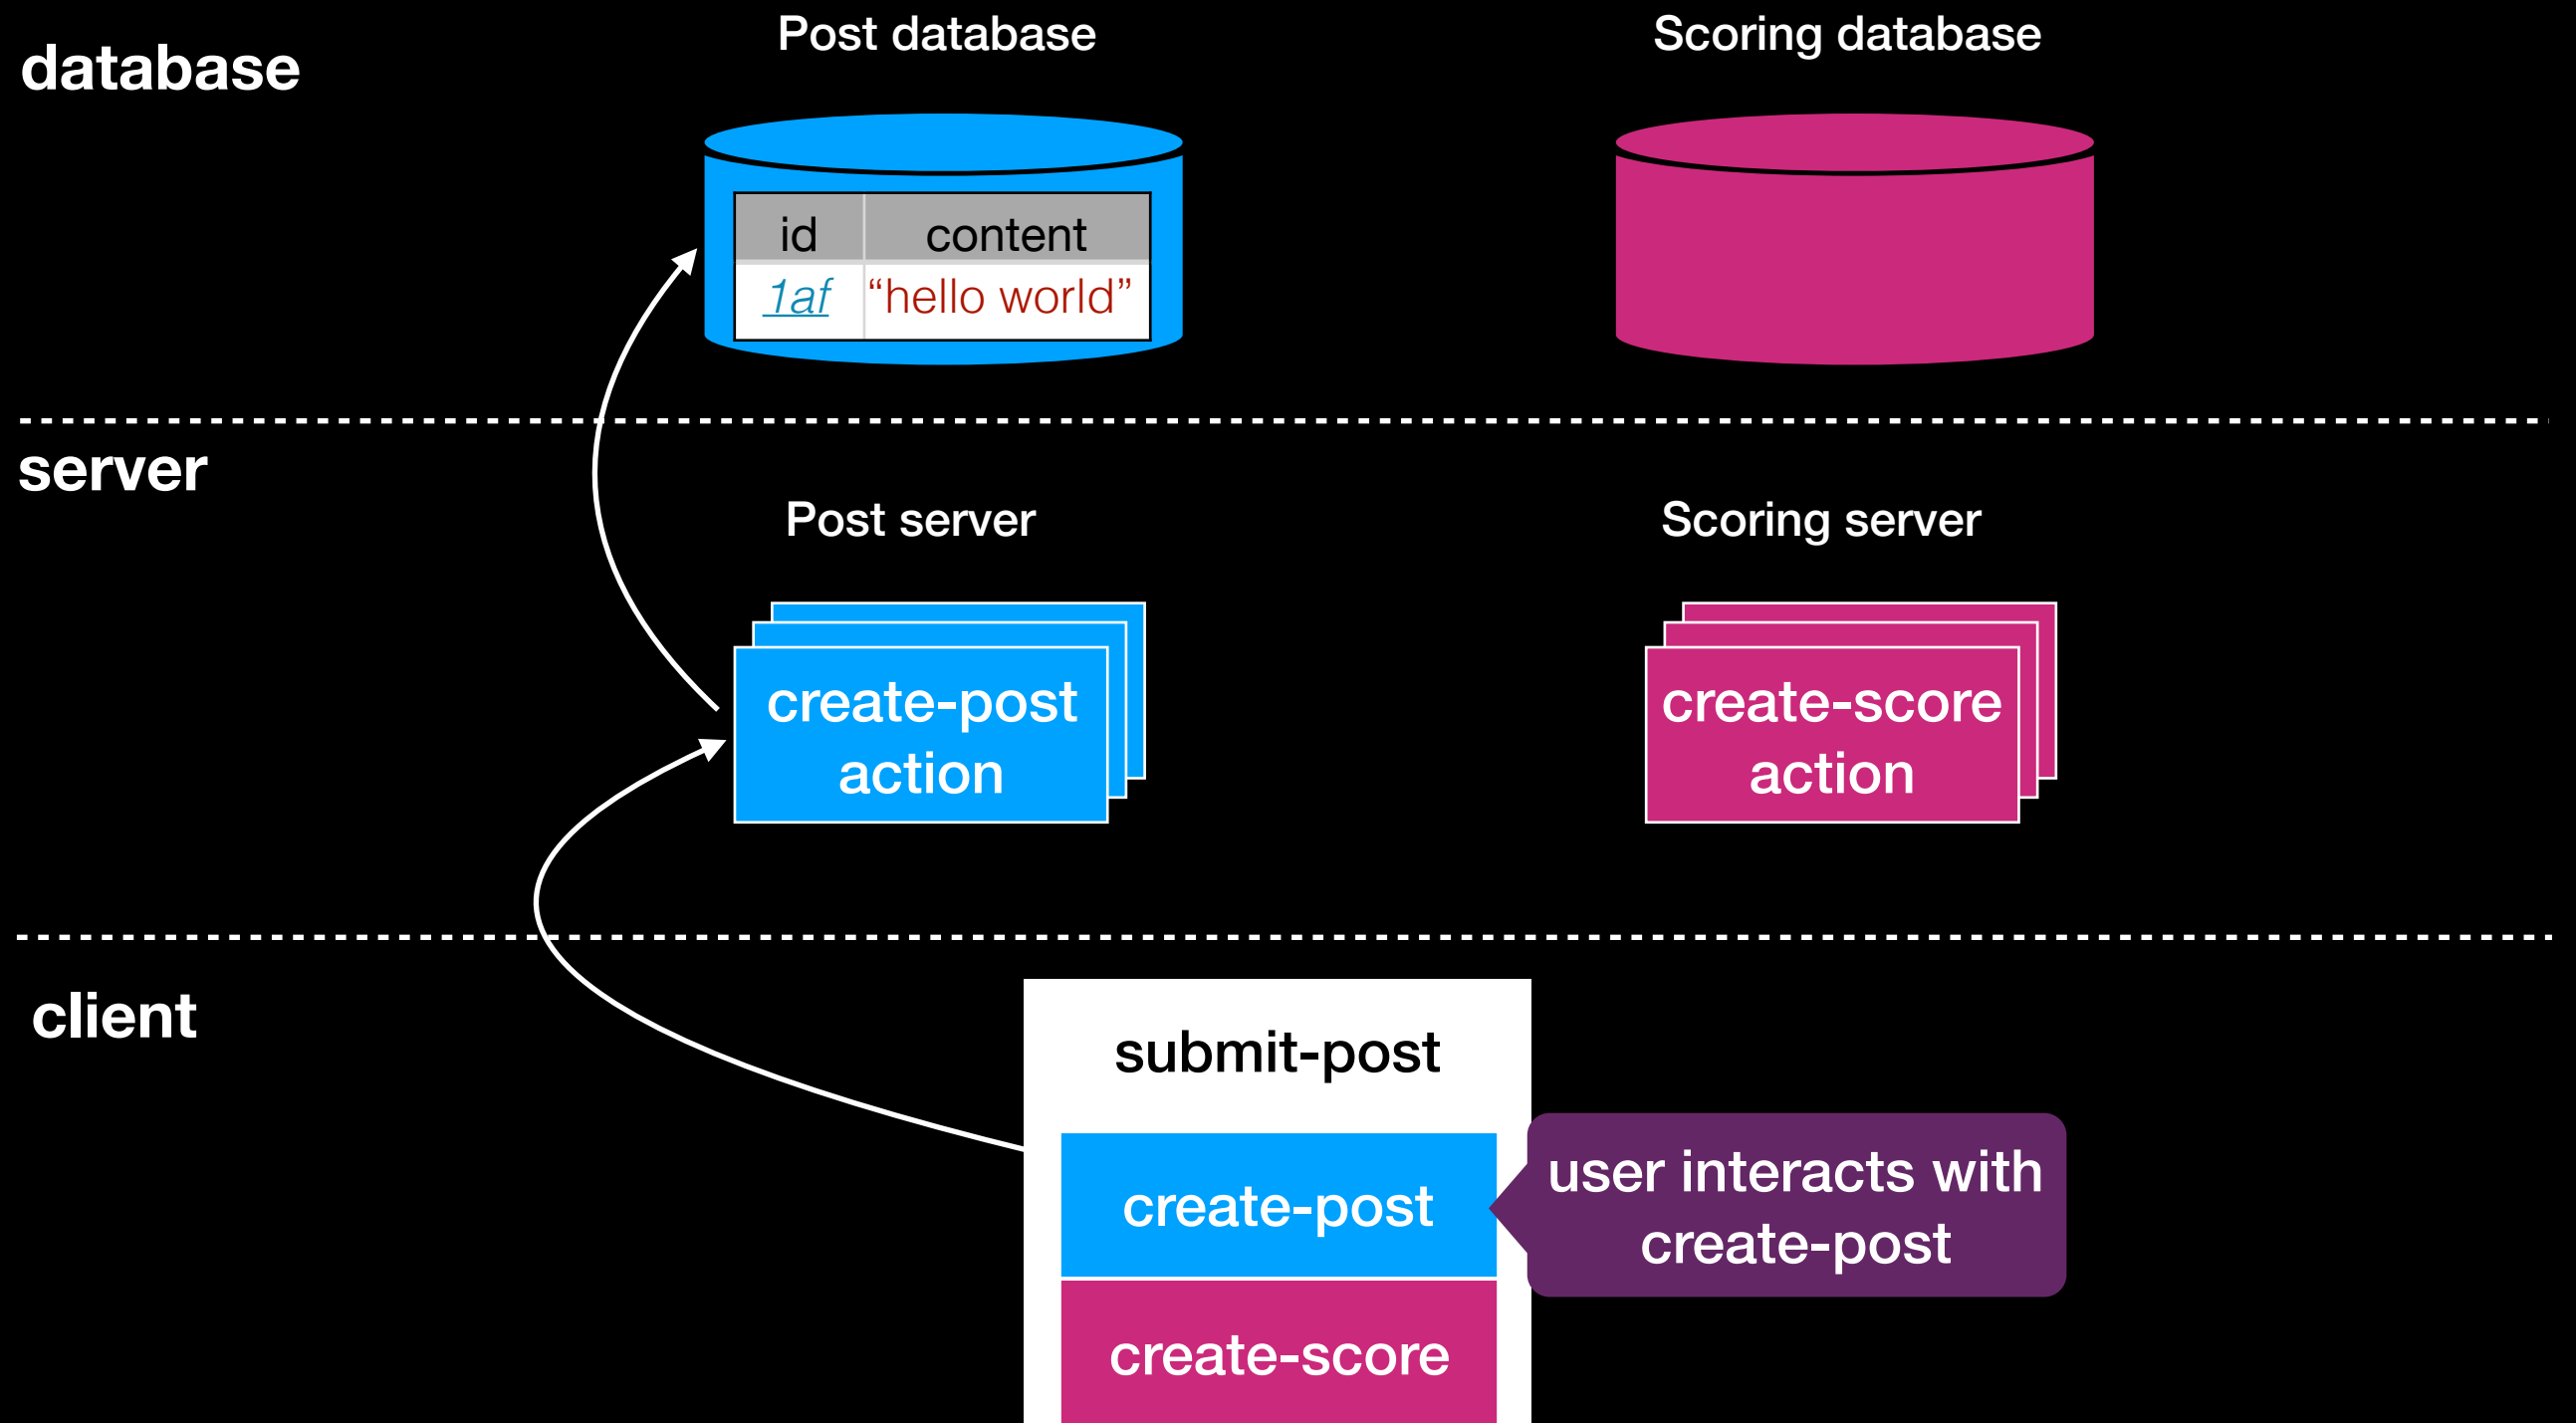 database
Post database
Scoring database
id content
1af “hello world”
server
Post server
Scoring server
create-post
action
create-score
action
client
submit-post
create-post
user interacts with
create-post
create-score